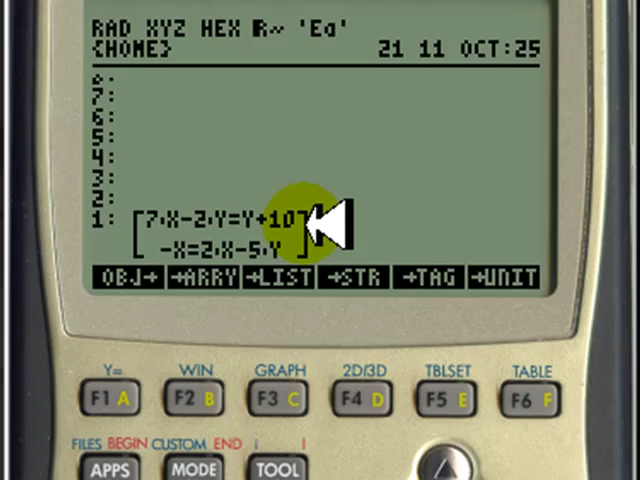 RAD XYZ HEX R~ 'Eq'
{HOME} 21 11 OCT:25
7:
6:
5:
4:
3:
2:
1: [7·X-2·Y=Y+10]
[-X=2·X-5·Y]
OBJ→ →ARRY →LIST →STR →TAG →UNIT
Y= WIN GRAPH 2D/3D TBLSET TABLE
F1 A F2 B F3 C F4 D F5 E F6 F
FILES BEGIN CUSTOM END i I
APPS MODE TOOL